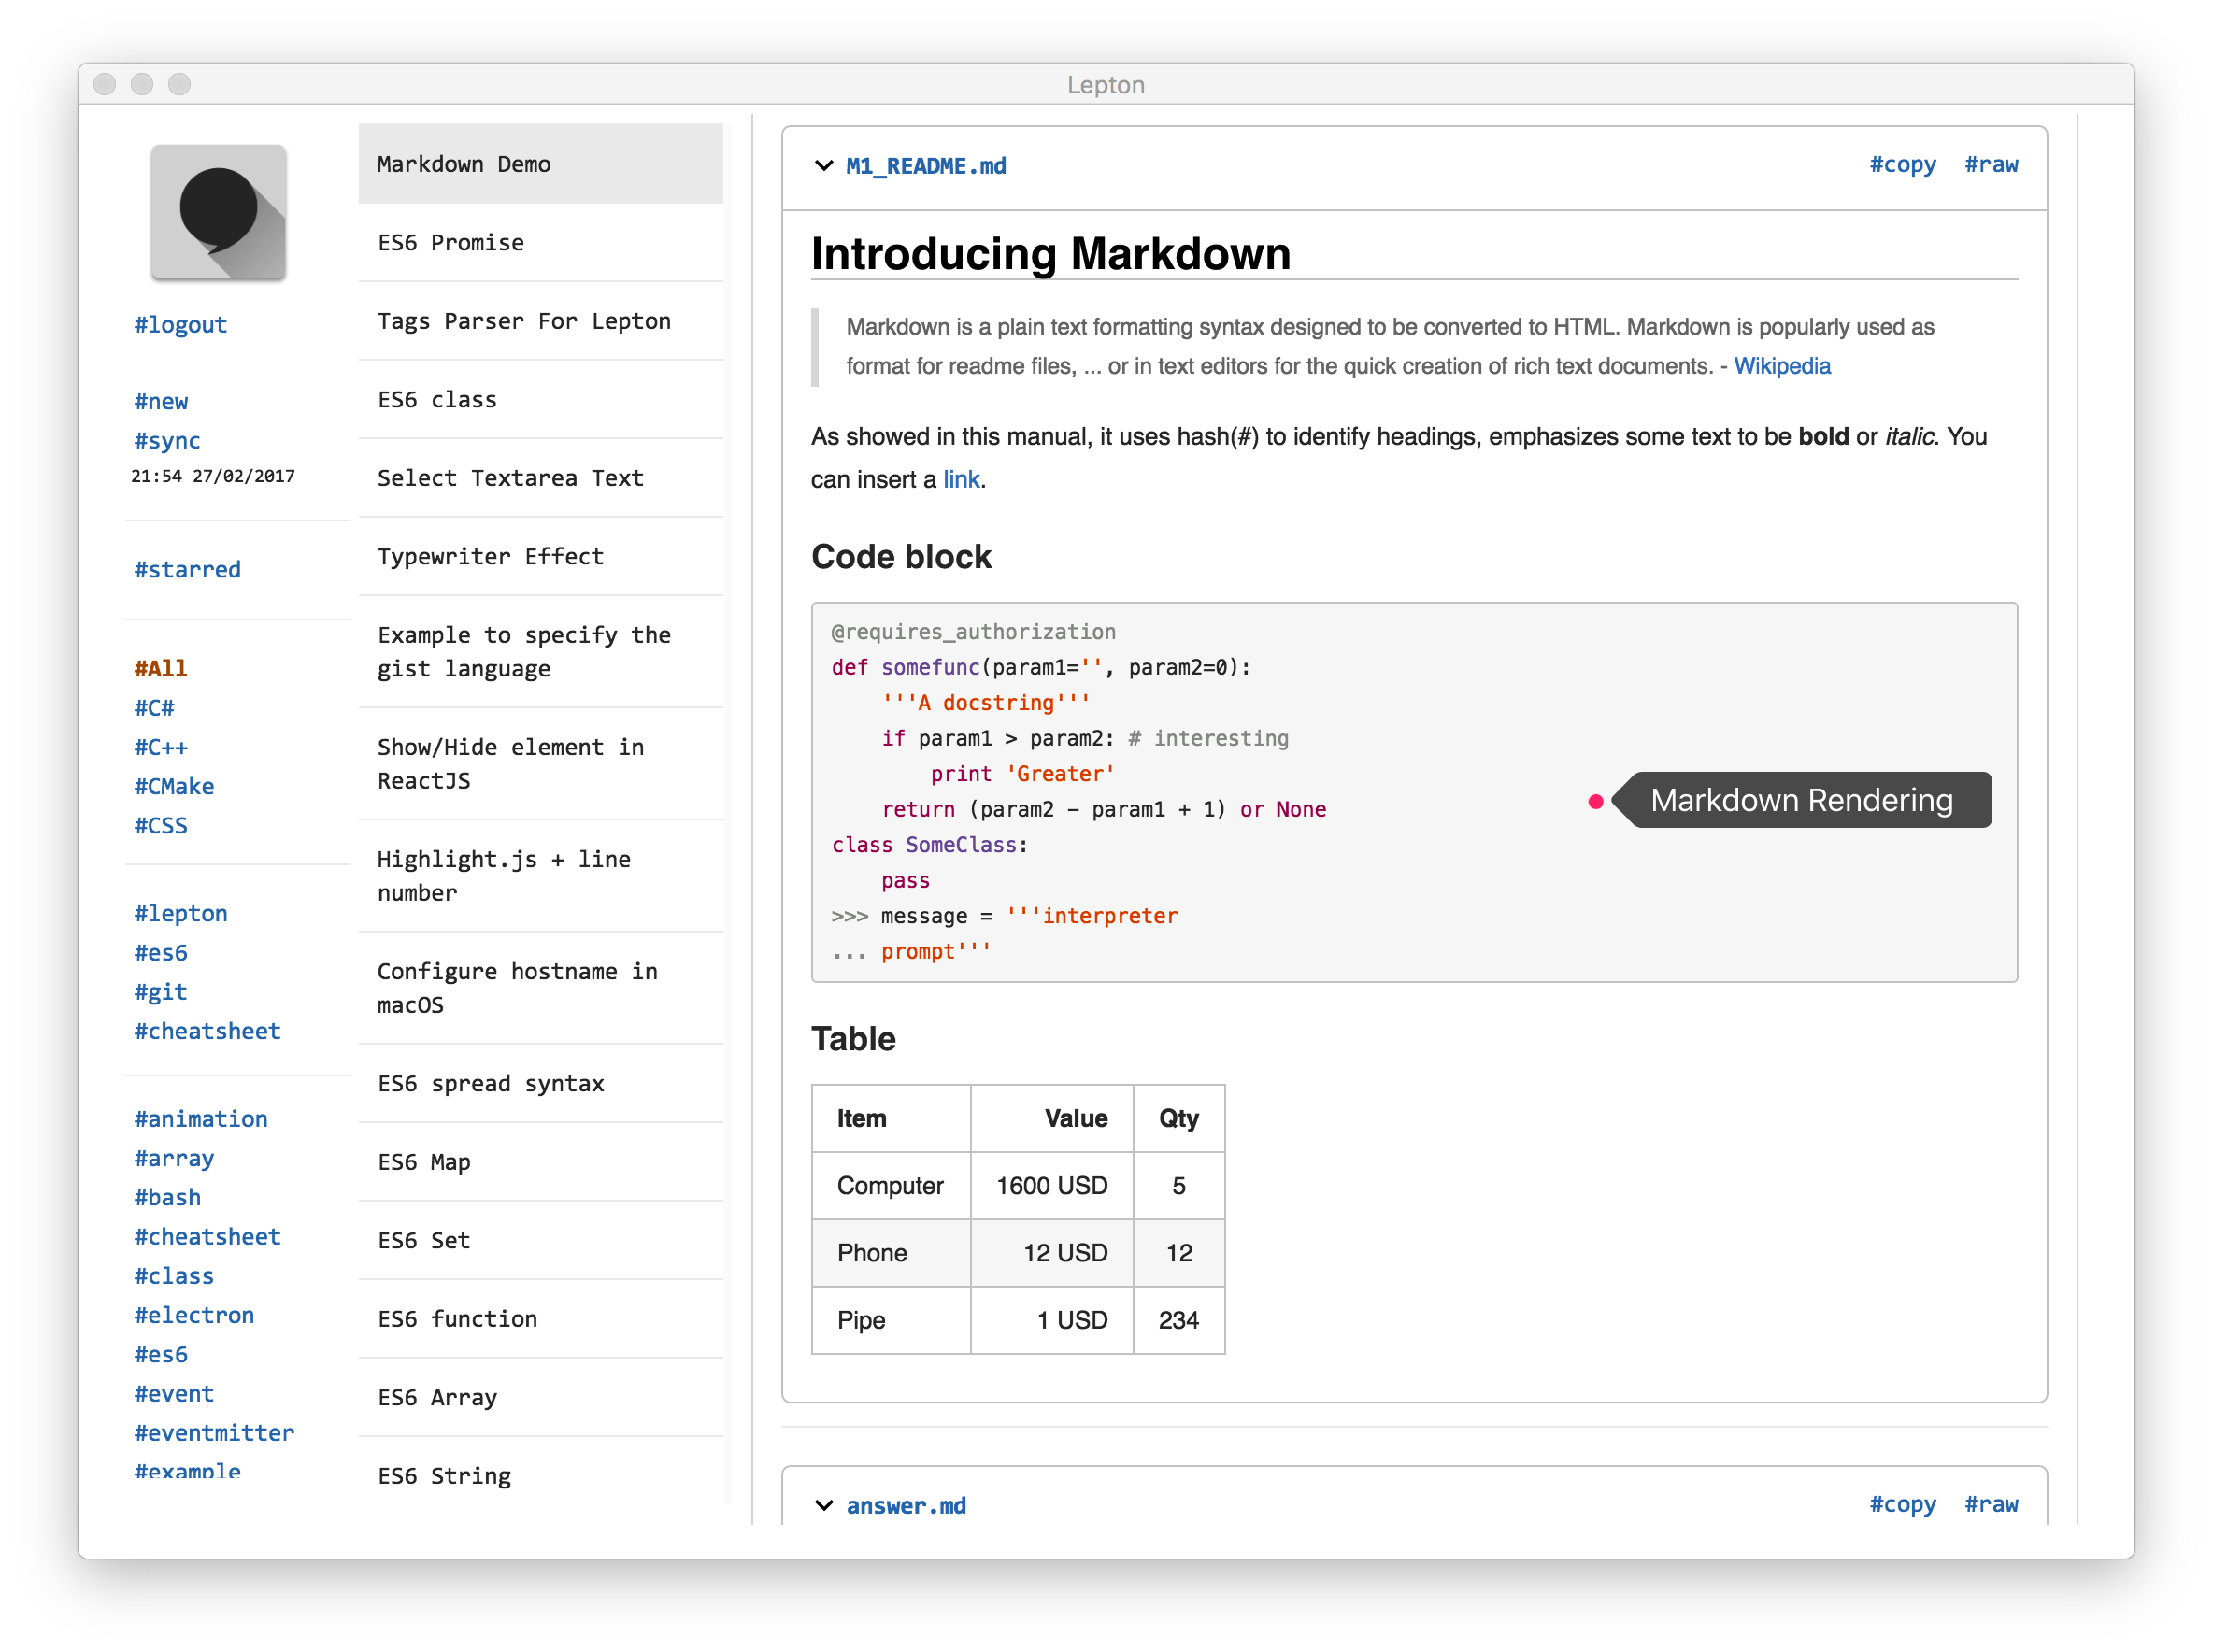 Lepton
#logout
#new
#sync
21:54 27/02/2017
#starred
#All
#C#
#C++
#CMake
#CSS
#lepton
#es6
#git
#cheatsheet
#animation
#array
#bash
#cheatsheet
#class
#electron
#es6
#event
#eventmitter
#example
Markdown Demo
ES6 Promise
Tags Parser For Lepton
ES6 class
Select Textarea Text
Typewriter Effect
Example to specify the
gist language
Show/Hide element in
ReactJS
Highlight.js + line
number
Configure hostname in
macOS
ES6 spread syntax
ES6 Map
ES6 Set
ES6 function
ES6 Array
ES6 String
M1_README.md #copy #raw
Introducing Markdown
Markdown is a plain text formatting syntax designed to be converted to HTML. Markdown is popularly used as
format for readme files, ... or in text editors for the quick creation of rich text documents. - Wikipedia
As showed in this manual, it uses hash(#) to identify headings, emphasizes some text to be bold or italic. You
can insert a link.
Code block
@requires_authorization
def somefunc(param1='', param2=0):
    '''A docstring'''
    if param1 > param2: # interesting
        print 'Greater'
    return (param2 - param1 + 1) or None
class SomeClass:
    pass
>>> message = '''interpreter
... prompt'''
Markdown Rendering
Table
Item Value Qty
Computer 1600 USD 5
Phone 12 USD 12
Pipe 1 USD 234
answer.md #copy #raw